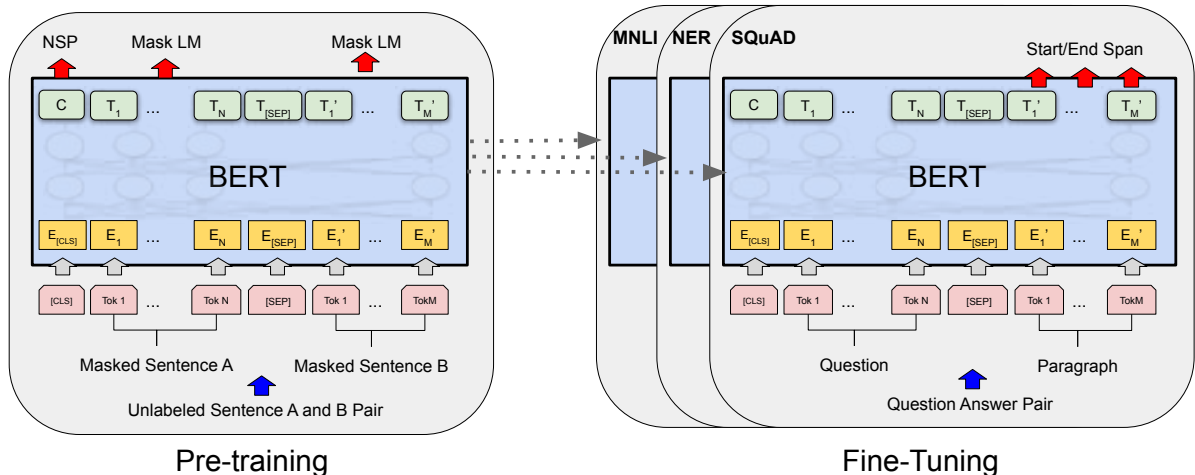 NSP Mask LM Mask LM
C T1 ... TN T[SEP] T1' ... TM'
BERT
E[CLS] E1 ... EN E[SEP] E1' ... EM'
[CLS] Tok 1 ... Tok N [SEP] Tok 1 ... TokM
Masked Sentence A Masked Sentence B
Unlabeled Sentence A and B Pair
Pre-training
MNLI NER SQuAD
Start/End Span
C T1 ... TN T[SEP] T1' ... TM'
BERT
E[CLS] E1 ... EN E[SEP] E1' ... EM'
[CLS] Tok 1 ... Tok N [SEP] Tok 1 ... TokM
Question Paragraph
Question Answer Pair
Fine-Tuning